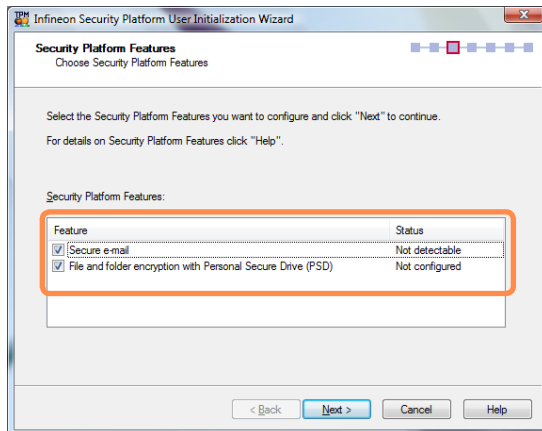 TPM
Infineon Security Platform User Initialization Wizard
Security Platform Features
Choose Security Platform Features
Select the Security Platform Features you want to configure and click "Next" to continue.
For details on Security Platform Features click "Help".
Security Platform Features:
Feature Status
Secure e-mail Not detectable
File and folder encryption with Personal Secure Drive (PSD) Not configured
< Back Next > Cancel Help